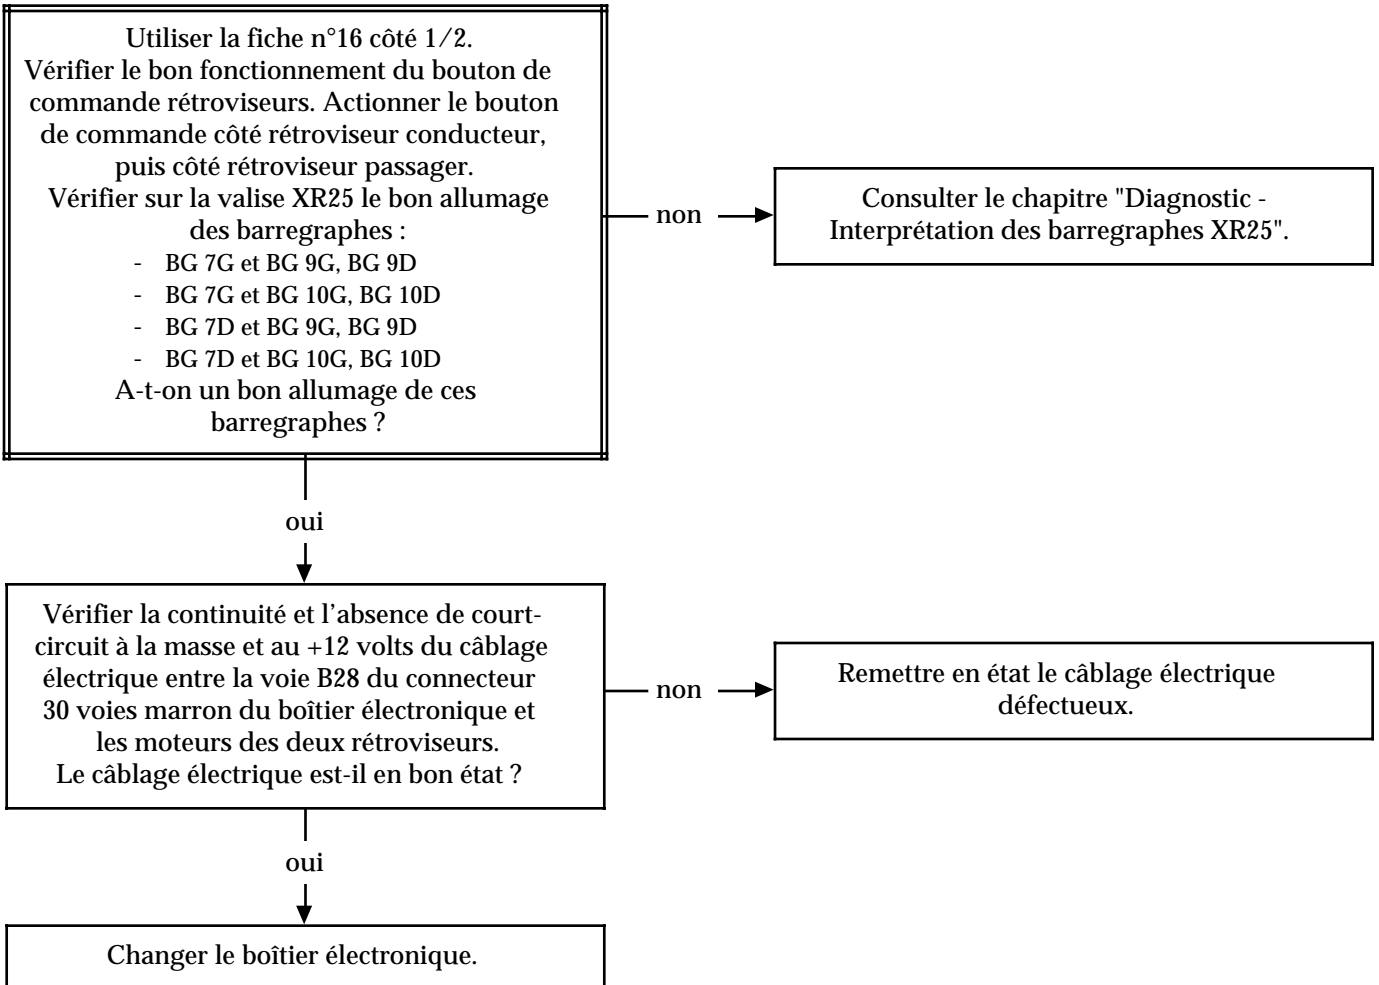 Utiliser la fiche n°16 côté 1/2.
Vérifier le bon fonctionnement du bouton de
commande rétroviseurs. Actionner le bouton
de commande côté rétroviseur conducteur,
puis côté rétroviseur passager.
Vérifier sur la valise XR25 le bon allumage
des barregraphes :
- BG 7G et BG 9G, BG 9D
- BG 7G et BG 10G, BG 10D
- BG 7D et BG 9G, BG 9D
- BG 7D et BG 10G, BG 10D
A-t-on un bon allumage de ces
barregraphes ?
non
Consulter le chapitre "Diagnostic -
Interprétation des barregraphes XR25".
oui
Vérifier la continuité et l'absence de court-
circuit à la masse et au +12 volts du câblage
électrique entre la voie B28 du connecteur
30 voies marron du boîtier électronique et
les moteurs des deux rétroviseurs.
Le câblage électrique est-il en bon état ?
non
Remettre en état le câblage électrique
défectueux.
oui
Changer le boîtier électronique.